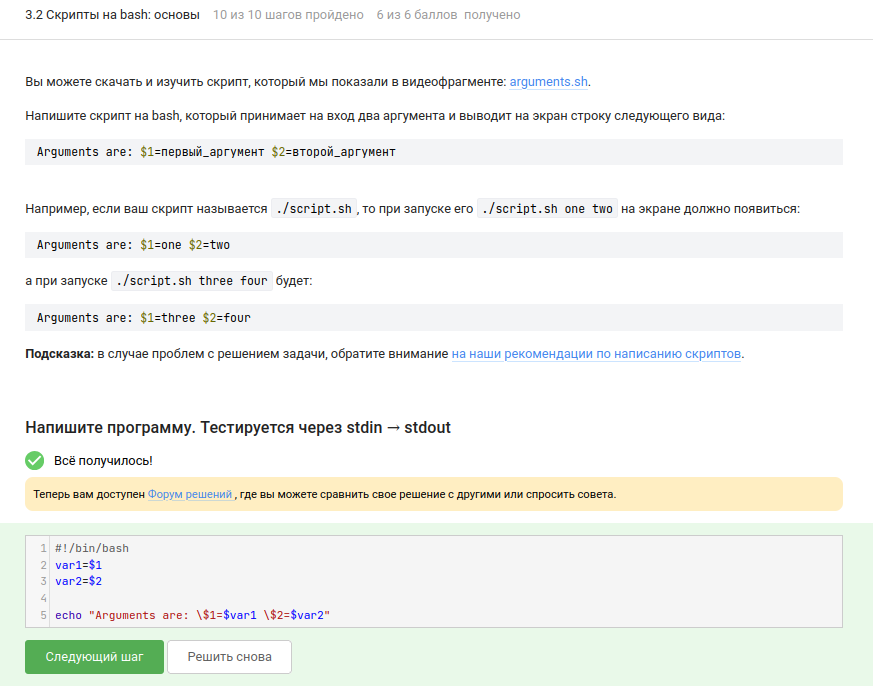 3.2 Скрипты на bash: основы 10 из 10 шагов пройдено 6 из 6 баллов получено
Вы можете скачать и изучить скрипт, который мы показали в видеофрагменте: arguments.sh.
Напишите скрипт на bash, который принимает на вход два аргумента и выводит на экран строку следующего вида:
Arguments are: $1=первый_аргумент $2=второй_аргумент
Например, если ваш скрипт называется ./script.sh , то при запуске его ./script.sh one two на экране должно появиться:
Arguments are: $1=one $2=two
а при запуске ./script.sh three four будет:
Arguments are: $1=three $2=four
Подсказка: в случае проблем с решением задачи, обратите внимание на наши рекомендации по написанию скриптов.
Напишите программу. Тестируется через stdin → stdout
Всё получилось!
Теперь вам доступен Форум решений , где вы можете сравнить свое решение с другими или спросить совета.
1 #!/bin/bash
2 var1=$1
3 var2=$2
4
5 echo "Arguments are: \$1=$var1 \$2=$var2"
Следующий шаг Решить снова